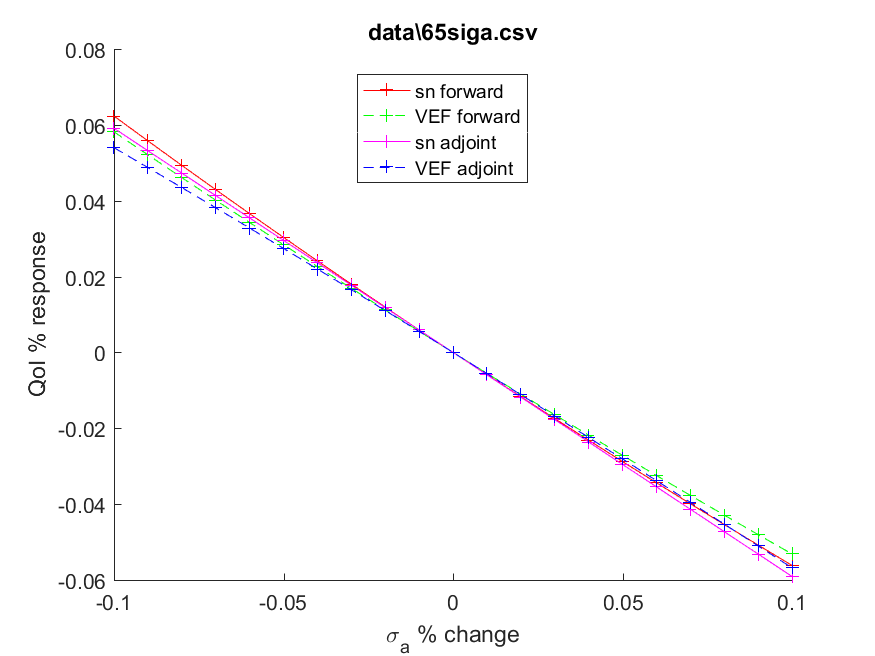 data\65siga.csv
0.08
0.06
0.04
0.02
0
-0.02
-0.04
-0.06
QoI % response
sn forward
VEF forward
sn adjoint
VEF adjoint
-0.1
-0.05
0
0.05
0.1
σa % change